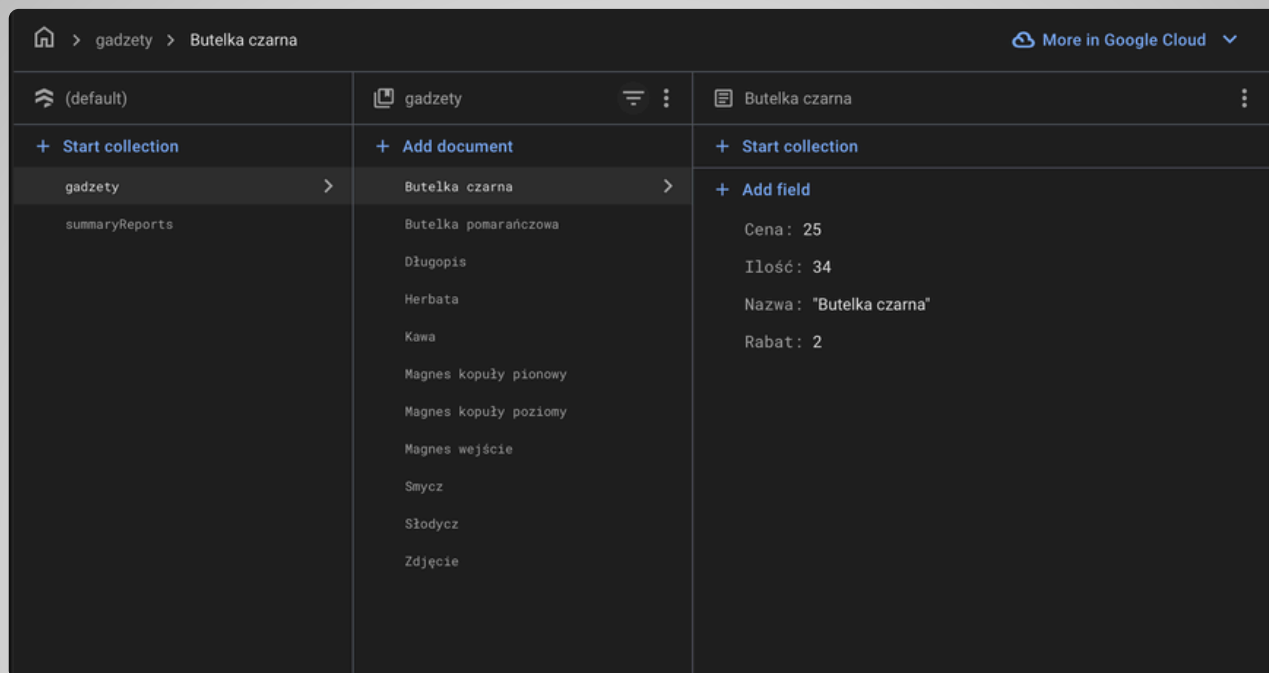 gadzety > Butelka czarna
More in Google Cloud
(default)
gadzety
Butelka czarna
+ Start collection
+ Add document
+ Start collection
gadzety
summaryReports
Butelka czarna
Butelka pomarańczowa
Długopis
Herbata
Kawa
Magnes kopuły pionowy
Magnes kopuły poziomy
Magnes wejście
Smycz
Słodycz
Zdjęcie
+ Add field
Cena: 25
Ilość: 34
Nazwa: "Butelka czarna"
Rabat: 2